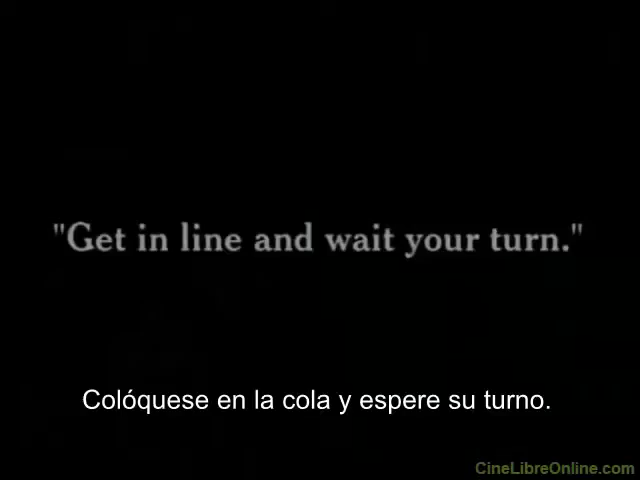 "Get in line and wait your turn."
Colóquese en la cola y espere su turno.
CineLibreOnline.com